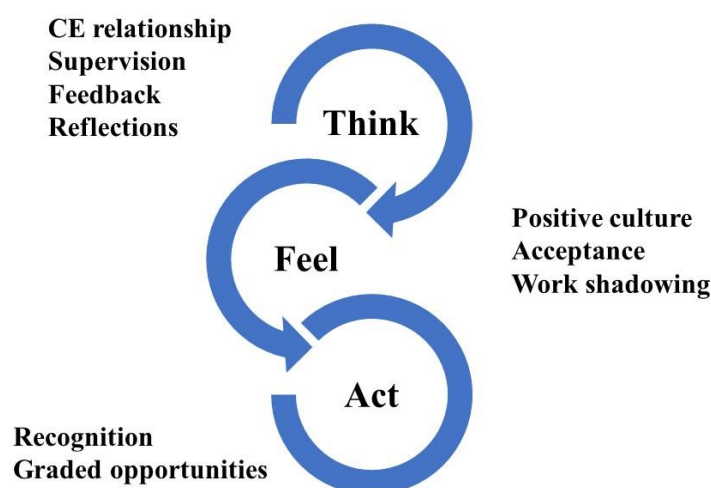 CE relationship
Supervision
Feedback
Reflections
Think
Positive culture
Acceptance
Work shadowing
Feel
Act
Recognition
Graded opportunities